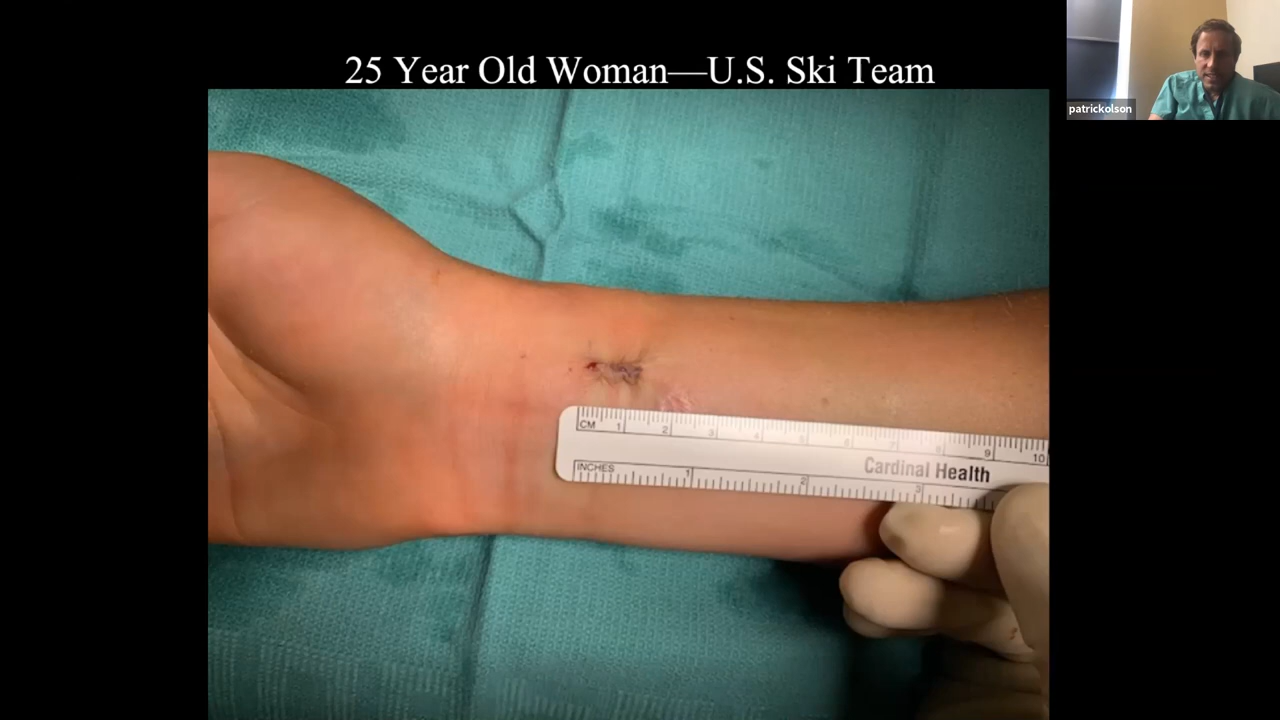 25 Year Old Woman—U.S. Ski Team
patrickolson
CM 1 2 3 4 5 6 7 8 9 10
Cardinal Health
INCHES 1 2 3